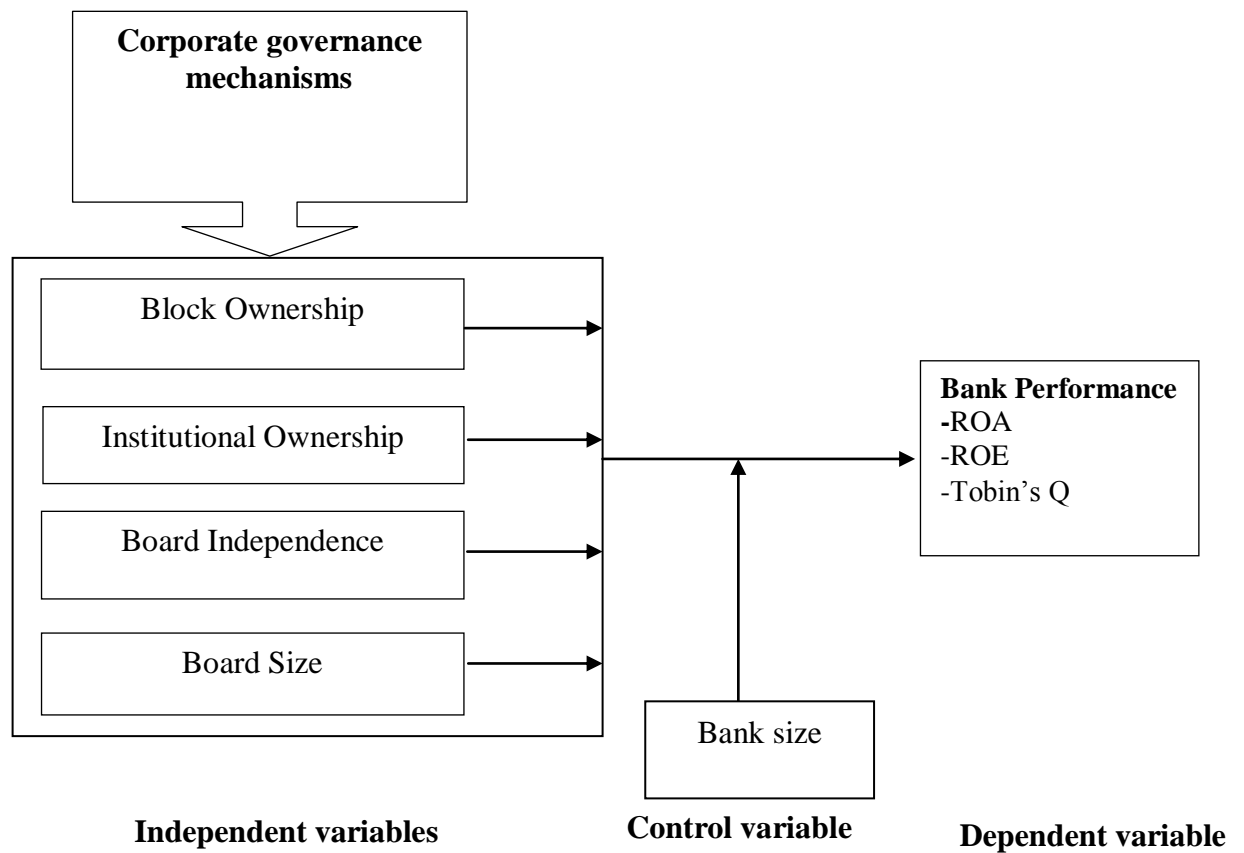 Corporate governance
mechanisms
Block Ownership
Institutional Ownership
Board Independence
Board Size
Bank Performance
-ROA
-ROE
-Tobin’s Q
Bank size
Independent variables
Control variable
Dependent variable